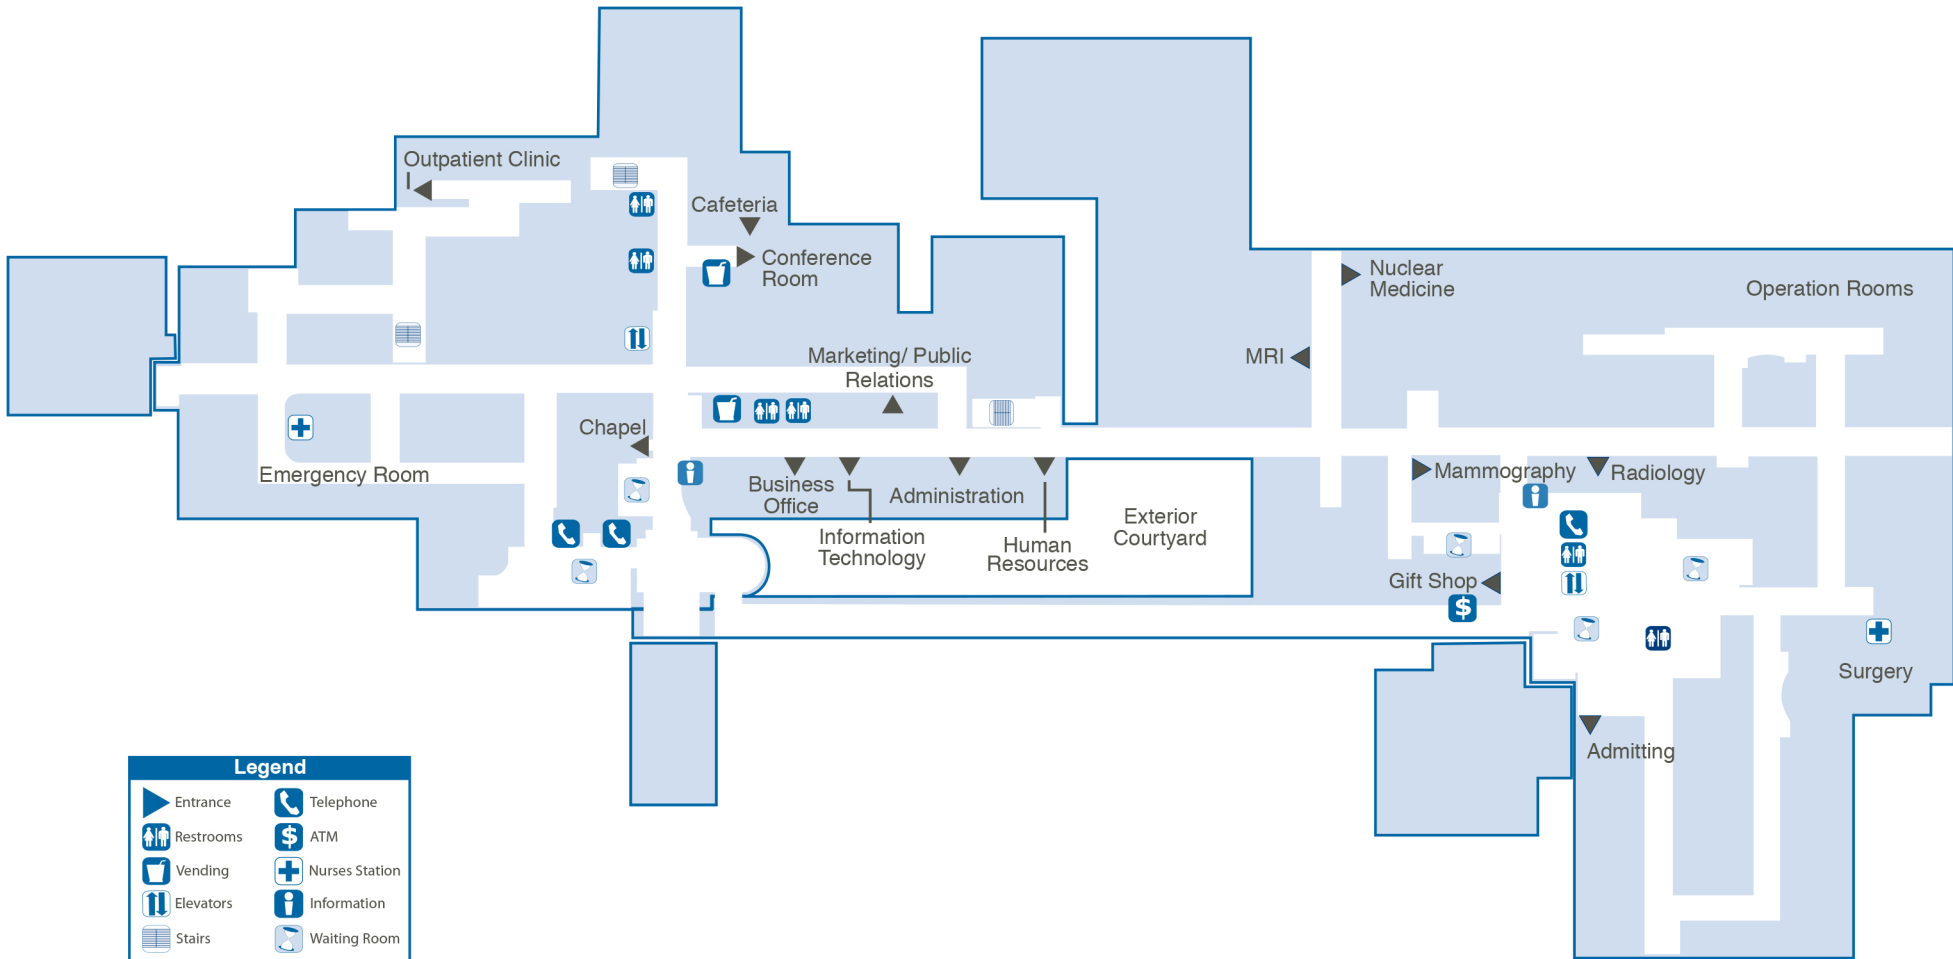 Outpatient Clinic
Cafeteria
Conference
Room
Nuclear
Medicine
Operation Rooms
Marketing/ Public
Relations
MRI
Chapel
Emergency Room
Business
Office
Administration
Information
Technology
Human
Resources
Exterior
Courtyard
Mammography
Radiology
Gift Shop
$
Surgery
Admitting
Legend
Entrance
Telephone
Restrooms
$ ATM
Vending
Nurses Station
Elevators
Information
Stairs
Waiting Room